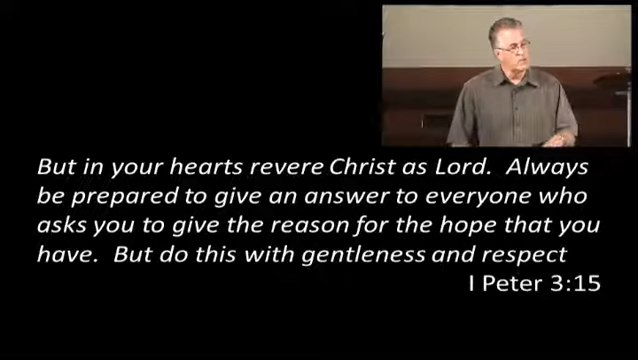 But in your hearts revere Christ as Lord.  Always
be prepared to give an answer to everyone who
asks you to give the reason for the hope that you
have.  But do this with gentleness and respect
I Peter 3:15